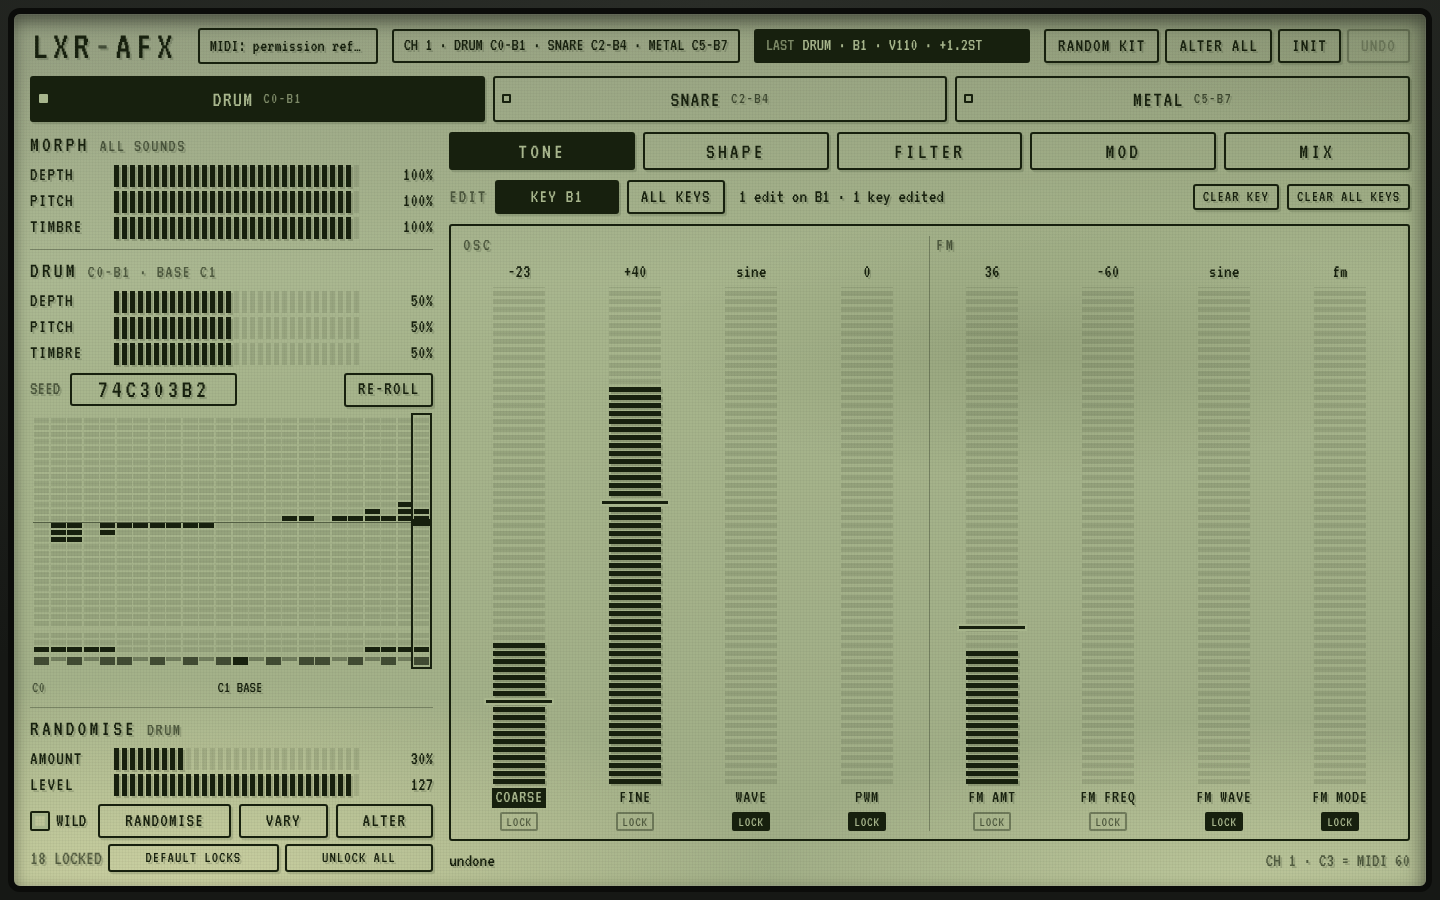 LXR-AFX
MIDI: permission ref…
CH 1 · DRUM C0-B1 · SNARE C2-B4 · METAL C5-B7
LAST DRUM · B1 · V110 · +1.2ST
RANDOM KIT
ALTER ALL
INIT
UNDO
DRUM C0-B1
SNARE C2-B4
METAL C5-B7
MORPH ALL SOUNDS
DEPTH 100%
PITCH 100%
TIMBRE 100%
DRUM C0-B1 · BASE C1
DEPTH 50%
PITCH 50%
TIMBRE 50%
SEED 74C303B2 RE-ROLL
C0 C1 BASE
RANDOMISE DRUM
AMOUNT 30%
LEVEL 127
WILD RANDOMISE VARY ALTER
18 LOCKED DEFAULT LOCKS UNLOCK ALL
TONE SHAPE FILTER MOD MIX
EDIT KEY B1 ALL KEYS 1 edit on B1 · 1 key edited CLEAR KEY CLEAR ALL KEYS
OSC FM
-23 +40 sine 0 36 -60 sine fm
COARSE FINE WAVE PWM FM AMT FM FREQ FM WAVE FM MODE
LOCK LOCK LOCK LOCK LOCK LOCK LOCK LOCK
undone
CH 1 · C3 = MIDI 60